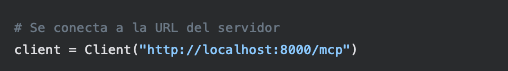 # Se conecta a la URL del servidor
client = Client("http://localhost:8000/mcp")